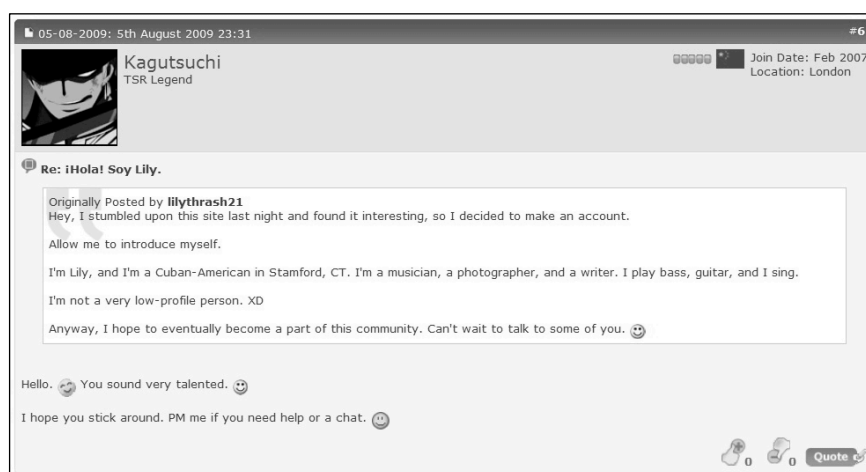 05-08-2009: 5th August 2009 23:31 #6
Kagutsuchi
TSR Legend
Join Date: Feb 2007
Location: London
Re: ¡Hola! Soy Lily.
Originally Posted by lilythrash21
Hey, I stumbled upon this site last night and found it interesting, so I decided to make an account.
Allow me to introduce myself.
I'm Lily, and I'm a Cuban-American in Stamford, CT. I'm a musician, a photographer, and a writer. I play bass, guitar, and I sing.
I'm not a very low-profile person. XD
Anyway, I hope to eventually become a part of this community. Can't wait to talk to some of you.
Hello. You sound very talented.
I hope you stick around. PM me if you need help or a chat.
0 0 Quote